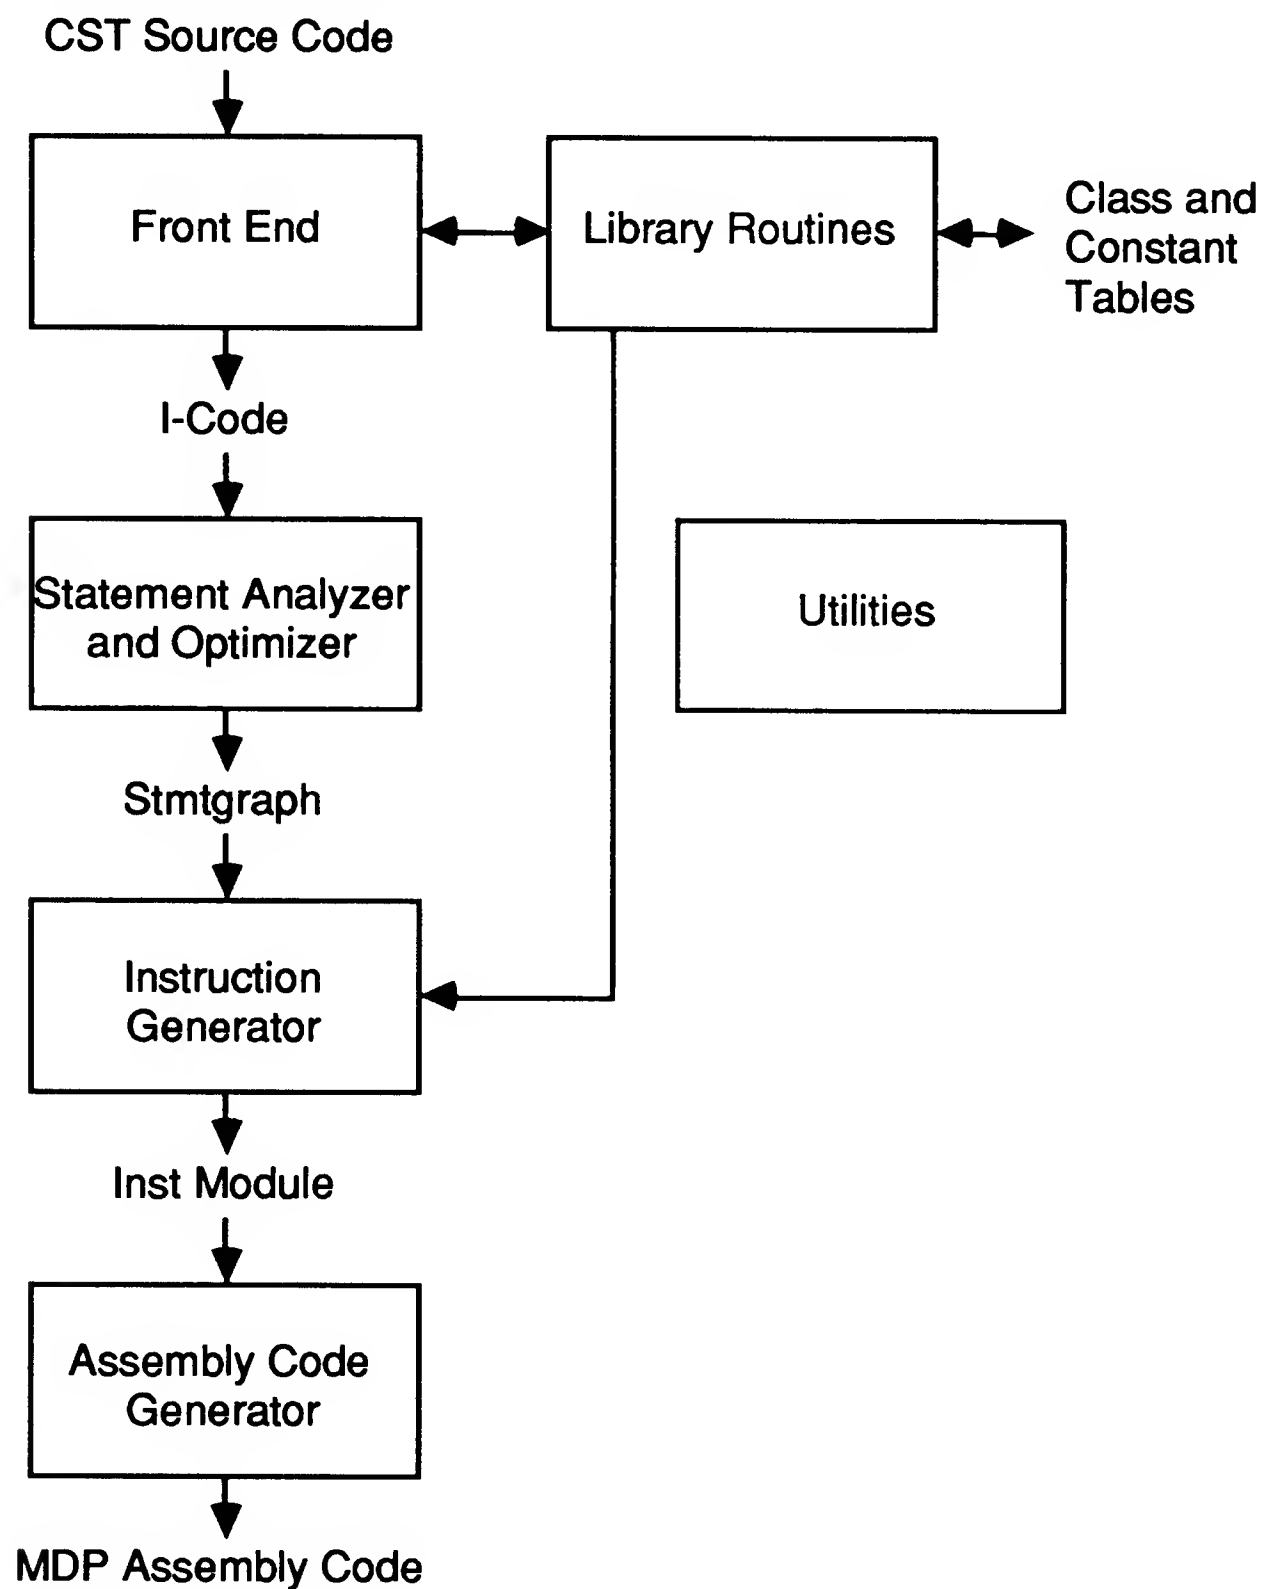 CST Source Code
Front End
Library Routines
Class and
Constant
Tables
I-Code
Statement Analyzer
and Optimizer
Utilities
Stmtgraph
Instruction
Generator
Inst Module
Assembly Code
Generator
MDP Assembly Code